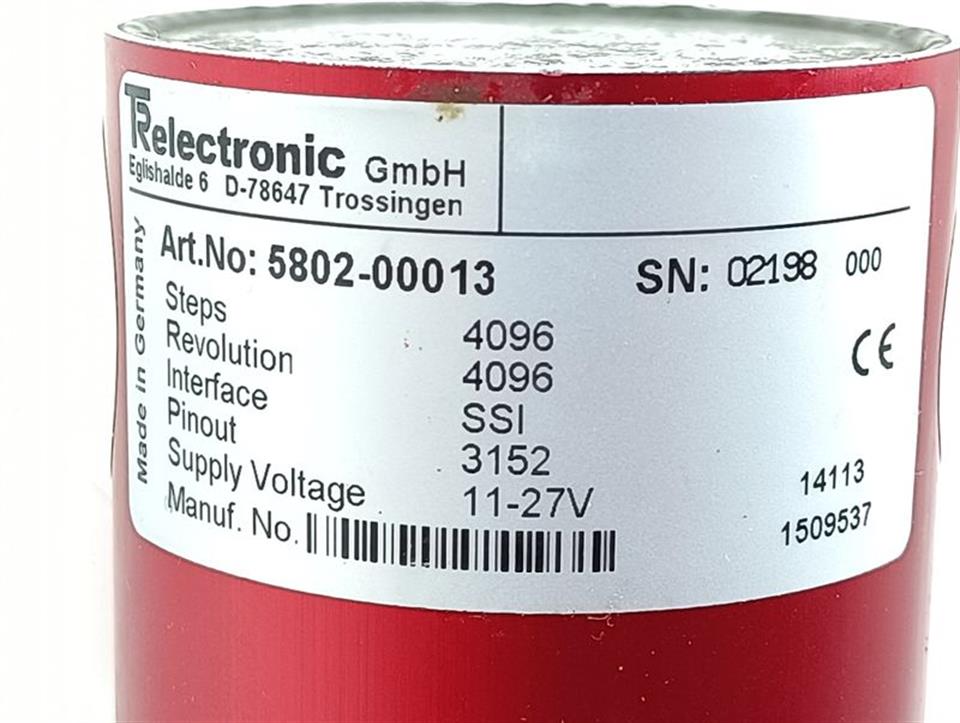 TRelectronic GmbH
Eglishalde 6 D-78647 Trossingen
Made in Germany
Art.No: 5802-00013 SN: 02198 000
Steps 4096
Revolution 4096
CE
Interface SSI
Pinout 3152
Supply Voltage 11-27V
14113
Manuf. No.
1509537